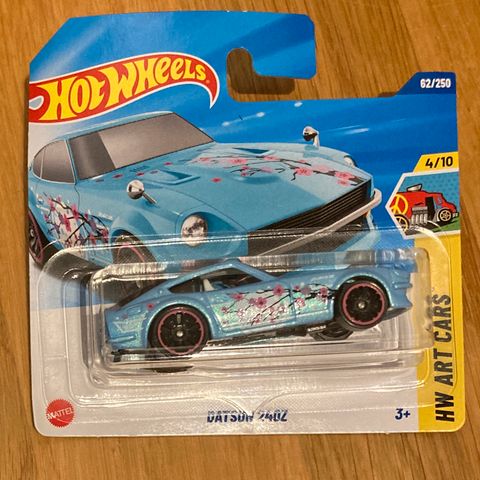 HOT WHEELS
62/250
4/10
HW ART CARS
DATSUN 240Z
MATTEL
3+